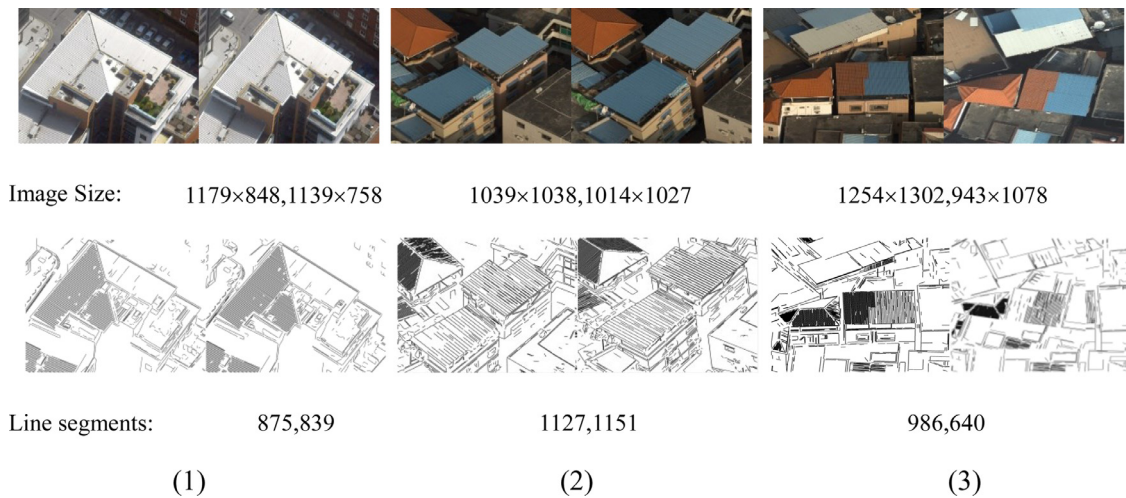 Image Size: 1179×848,1139×758 1039×1038,1014×1027 1254×1302,943×1078
Line segments: 875,839 1127,1151 986,640
(1) (2) (3)